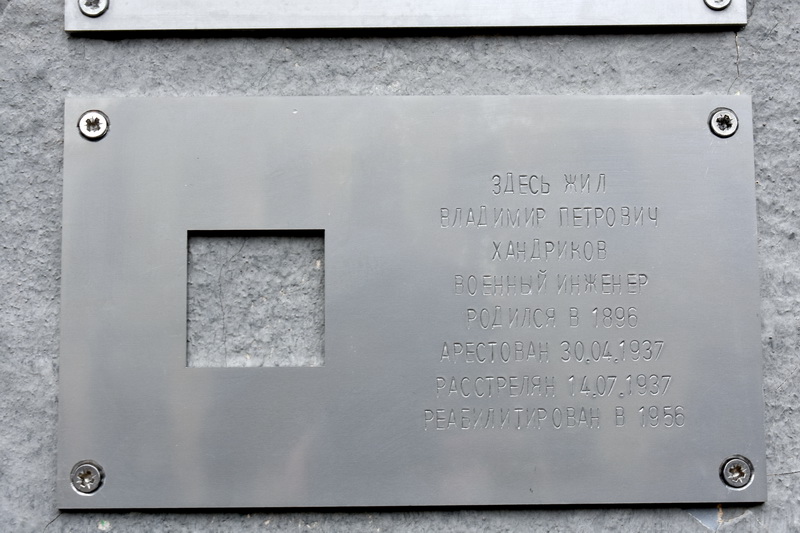 ЗДЕСЬ ЖИЛ
ВЛАДИМИР ПЕТРОВИЧ
ХАНДРИКОВ
ВОЕННЫЙ ИНЖЕНЕР
РОДИЛСЯ В 1896
АРЕСТОВАН 30.04.1937
РАССТРЕЛЯН 14.07.1937
РЕАБИЛИТИРОВАН В 1956